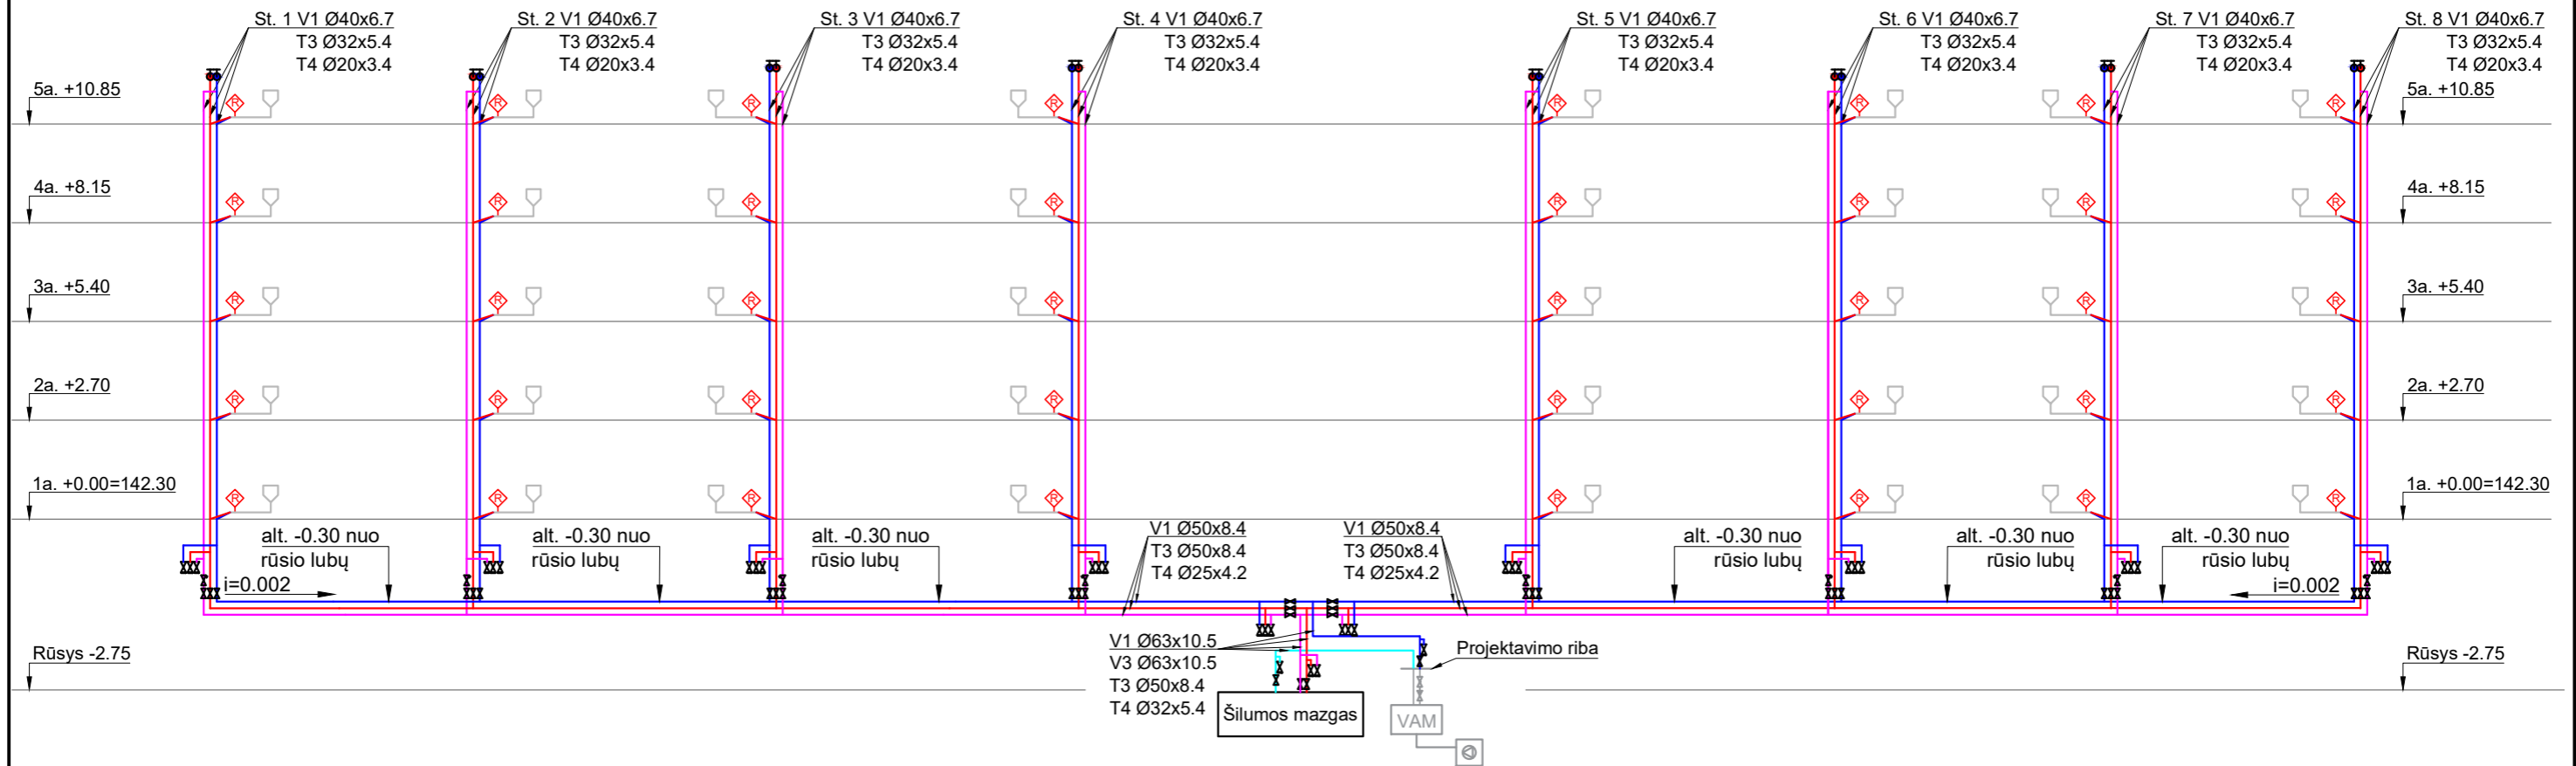 St. 1 V1 Ø40x6.7
T3 Ø32x5.4
T4 Ø20x3.4
St. 2 V1 Ø40x6.7
T3 Ø32x5.4
T4 Ø20x3.4
St. 3 V1 Ø40x6.7
T3 Ø32x5.4
T4 Ø20x3.4
St. 4 V1 Ø40x6.7
T3 Ø32x5.4
T4 Ø20x3.4
St. 5 V1 Ø40x6.7
T3 Ø32x5.4
T4 Ø20x3.4
St. 6 V1 Ø40x6.7
T3 Ø32x5.4
T4 Ø20x3.4
St. 7 V1 Ø40x6.7
T3 Ø32x5.4
T4 Ø20x3.4
St. 8 V1 Ø40x6.7
T3 Ø32x5.4
T4 Ø20x3.4
5a. +10.85
R R R R R R R R
5a. +10.85
4a. +8.15
R R R R R R R R
4a. +8.15
3a. +5.40
R R R R R R R R
3a. +5.40
2a. +2.70
R R R R R R R R
2a. +2.70
1a. +0.00=142.30
R R R R R R R R
1a. +0.00=142.30
alt. -0.30 nuo
rūsio lubų
i=0.002
alt. -0.30 nuo
rūsio lubų
alt. -0.30 nuo
rūsio lubų
V1 Ø50x8.4
T3 Ø50x8.4
T4 Ø25x4.2
V1 Ø50x8.4
T3 Ø50x8.4
T4 Ø25x4.2
alt. -0.30 nuo
rūsio lubų
alt. -0.30 nuo
rūsio lubų
alt. -0.30 nuo
rūsio lubų
i=0.002
Rūsys -2.75
V1 Ø63x10.5
V3 Ø63x10.5
T3 Ø50x8.4
T4 Ø32x5.4
Projektavimo riba
Rūsys -2.75
Šilumos mazgas
VAM